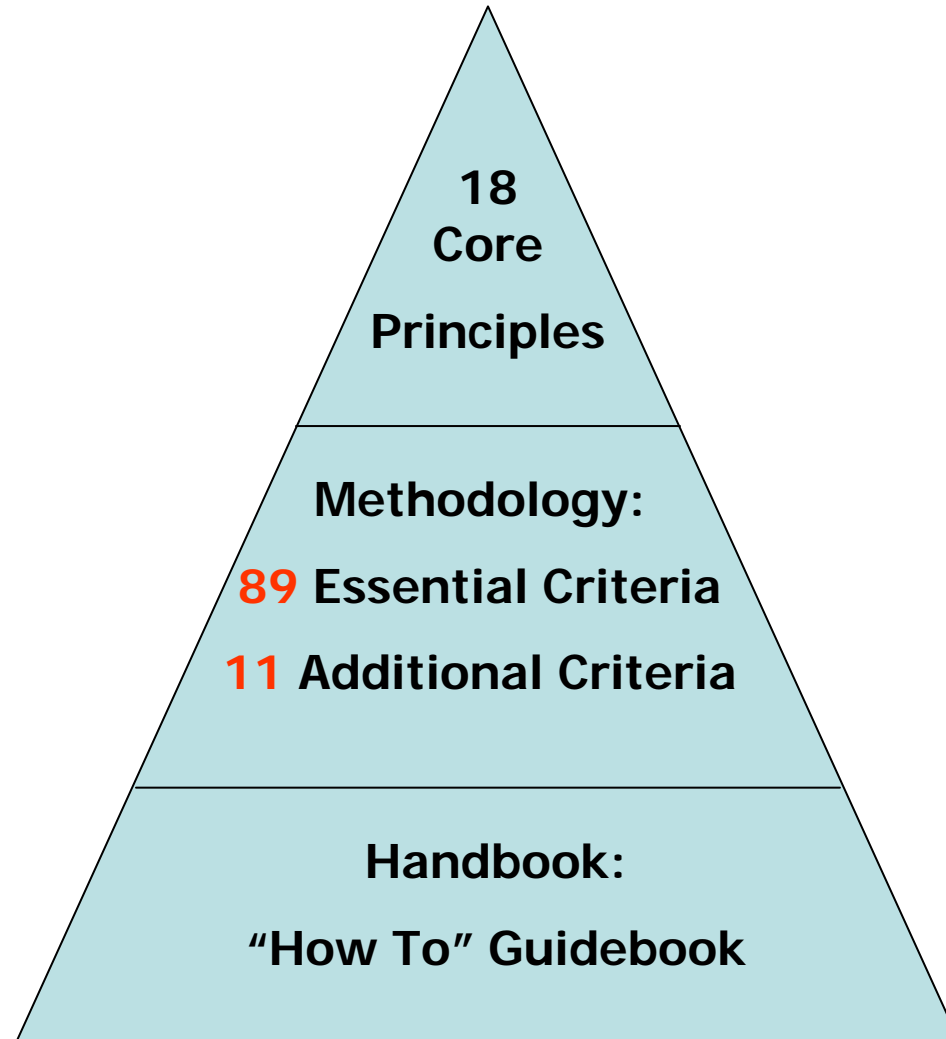 18
Core
Principles
Methodology:
89 Essential Criteria
11 Additional Criteria
Handbook:
“How To” Guidebook